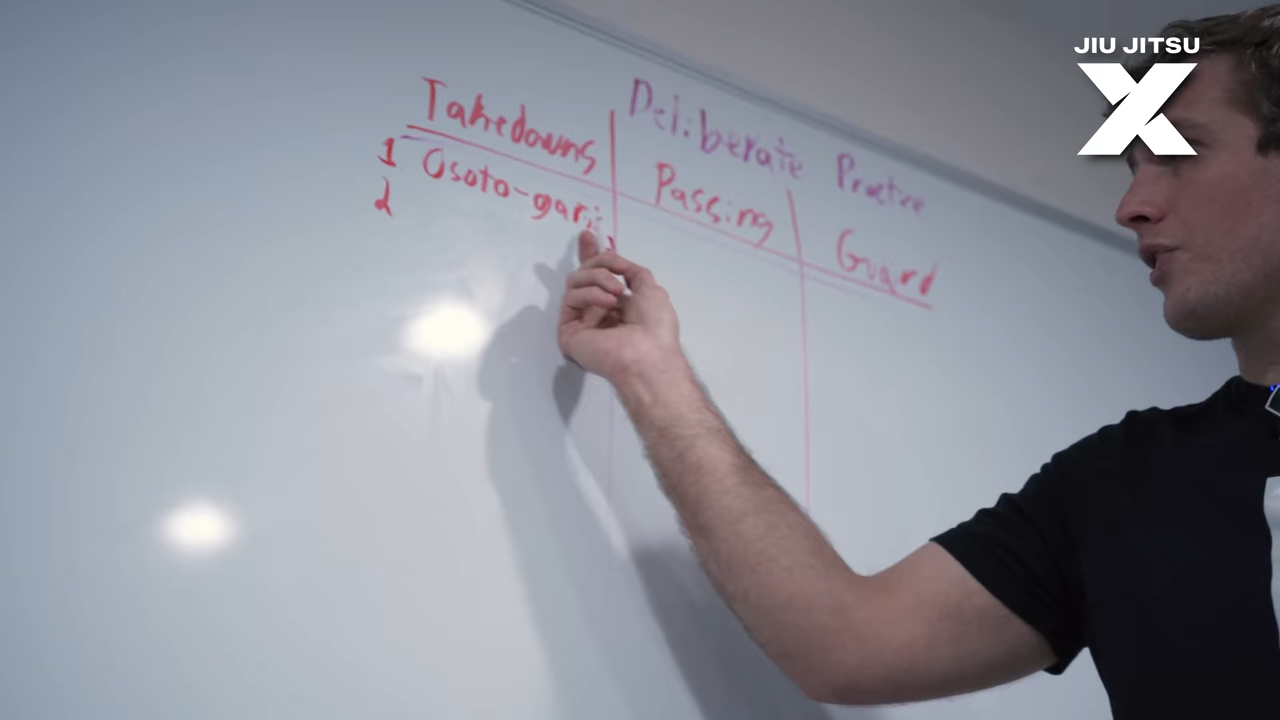 JIU JITSU
X
Deliberate Practice
Takedowns Passing Guard
1 Osoto-gari
2